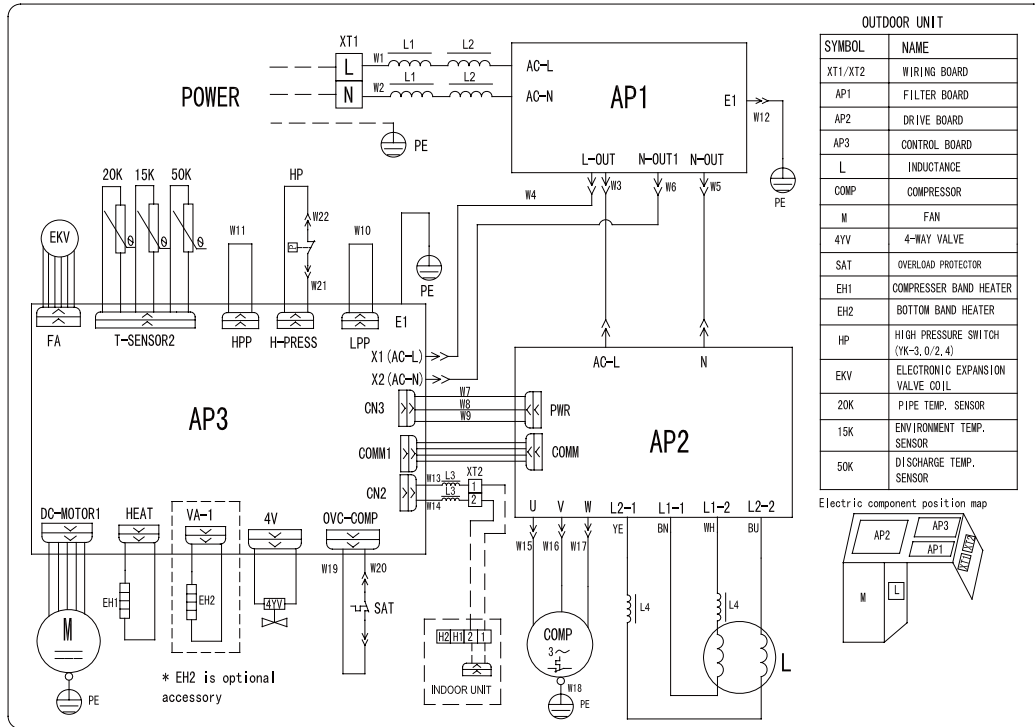 OUTDOOR UNIT
SYMBOL NAME
XT1/XT2 WIRING BOARD
AP1 FILTER BOARD
AP2 DRIVE BOARD
AP3 CONTROL BOARD
L INDUCTANCE
COMP COMPRESSOR
M FAN
4YV 4-WAY VALVE
SAT OVERLOAD PROTECTOR
EH1 COMPRESSER BAND HEATER
EH2 BOTTOM BAND HEATER
HP HIGH PRESSURE SWITCH
(YK-3.0/2.4)
EKV ELECTRONIC EXPANSION
VALVE COIL
20K PIPE TEMP. SENSOR
15K ENVIRONMENT TEMP.
SENSOR
50K DISCHARGE TEMP.
SENSOR
Electric component position map
AP2 AP3
AP1
XT1 XT2
M L
XT1
POWER
L W1 L1 L2 AC-L
N W2 L1 L2 AC-N
PE
AP1
E1
W12
PE
L-OUT N-OUT1 N-OUT
W4 W3 W6 W5
20K 15K 50K
θ θ θ
HP
P
W22
W21
EKV
W11
W10
PE
FA T-SENSOR2 HPP H-PRESS LPP E1
X1(AC-L)
X2(AC-N)
AP3
CN3
W7
W8
W9
PWR
COMM1 COMM
CN2
W13 L3
W14 L3
XT2
1
2
AC-L N
AP2
DC-MOTOR1 HEAT VA-1 4V OVC-COMP
W19 W20
EH1 EH2 4YV SAT
M
PE
* EH2 is optional
accessory
H2 H1 2 1
INDOOR UNIT
U V W L2-1 L1-1 L1-2 L2-2
W15 W16 W17 YE BN WH BU
L4 L4
COMP
3~
W18
PE
L